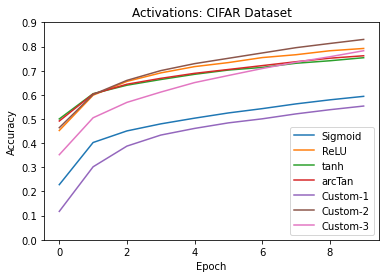 Activations: CIFAR Dataset
0.9
0.8
0.7
0.6
0.5
0.4
0.3
0.2
0.1
0.0
Accuracy
0
2
4
6
8
Epoch
Sigmoid
ReLU
tanh
arcTan
Custom-1
Custom-2
Custom-3